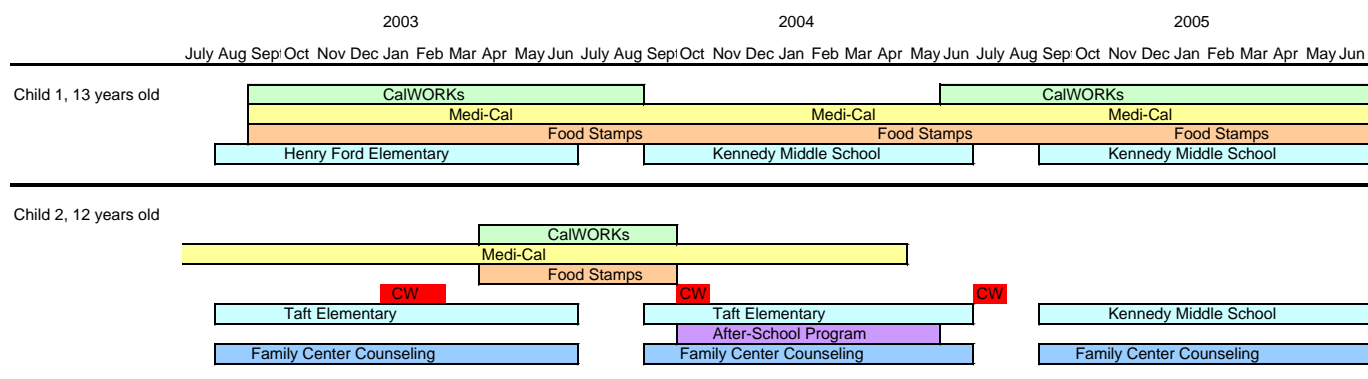 2003 2004 2005
July Aug Sept Oct Nov Dec Jan Feb Mar Apr May Jun July Aug Sept Oct Nov Dec Jan Feb Mar Apr May Jun July Aug Sept Oct Nov Dec Jan Feb Mar Apr May Jun
Child 1, 13 years old CalWORKs CalWORKs
Medi-Cal Medi-Cal Medi-Cal
Food Stamps Food Stamps Food Stamps
Henry Ford Elementary Kennedy Middle School Kennedy Middle School
Child 2, 12 years old
CalWORKs
Medi-Cal
Food Stamps
CW CW CW
Taft Elementary Taft Elementary Kennedy Middle School
After-School Program
Family Center Counseling Family Center Counseling Family Center Counseling